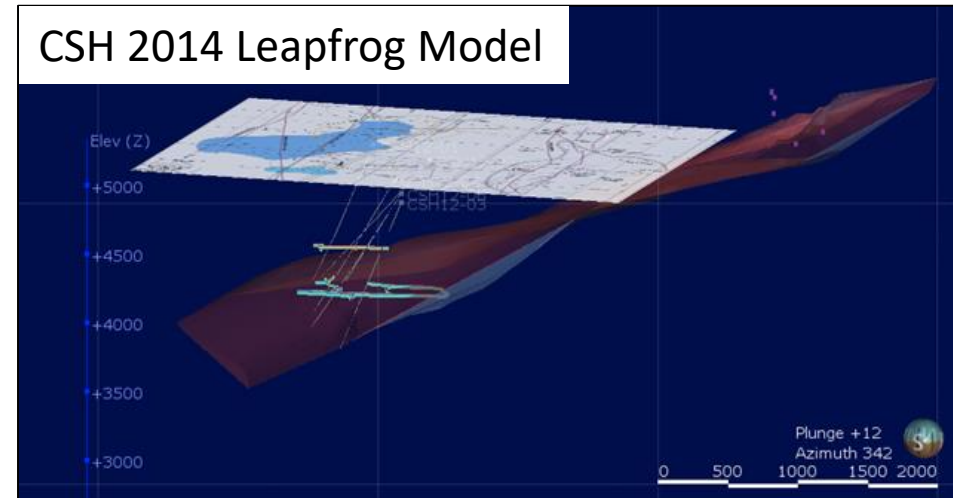 CSH 2014 Leapfrog Model
Elev (Z)
+5000
+4500
+4000
+3500
+3000
CSH12-03
Plunge +12
Azimuth 342
S
0 500 1000 1500 2000